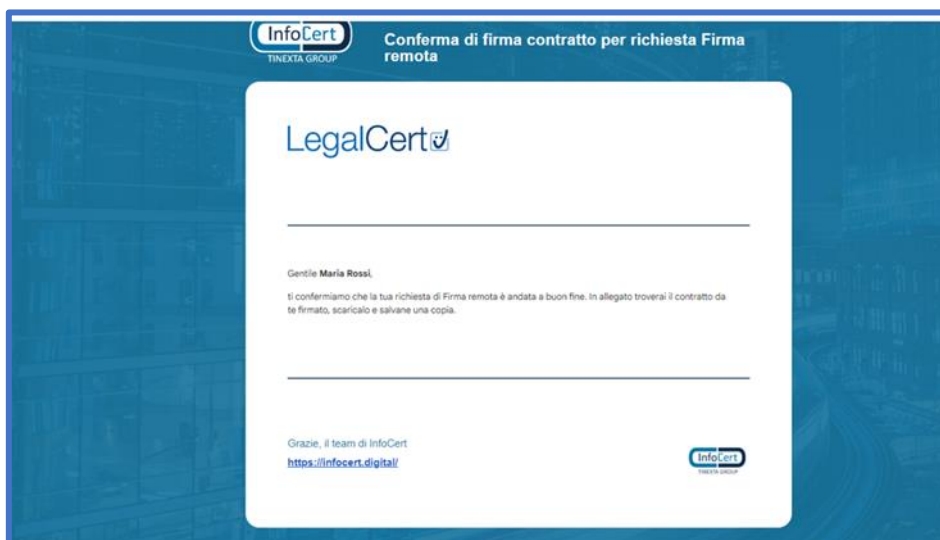 InfoCert
TINEXTA GROUP
Conferma di firma contratto per richiesta Firma
remota
LegalCert
Gentile Maria Rossi,
ti confermiamo che la tua richiesta di Firma remota è andata a buon fine. In allegato troverai il contratto da
te firmato, scaricalo e salvane una copia.
Grazie, il team di InfoCert
https://infocert.digital/
InfoCert
TINEXTA GROUP